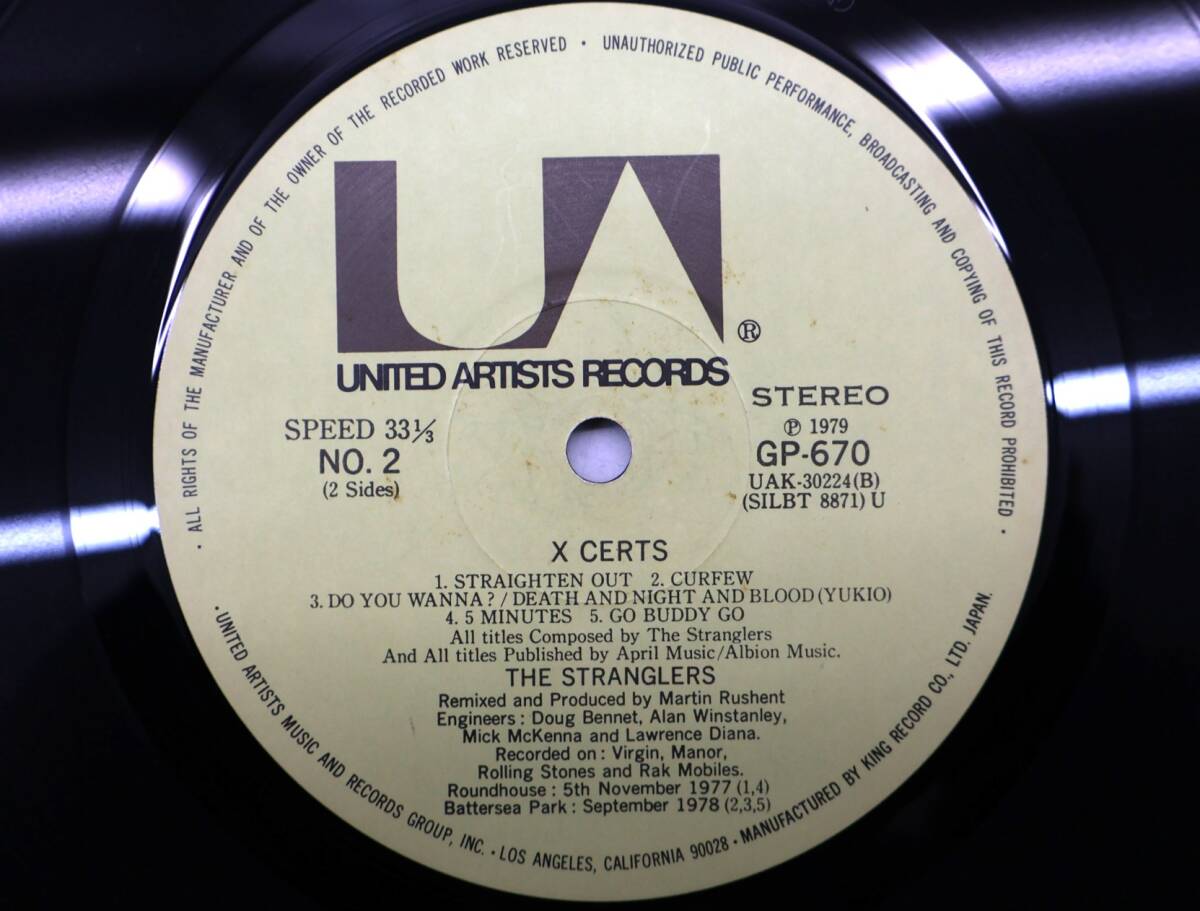 · ALL RIGHTS OF THE MANUFACTURER AND OF THE OWNER OF THE RECORDED WORK RESERVED · UNAUTHORIZED PUBLIC PERFORMANCE, BROADCASTING AND COPYING OF THIS RECORD PROHIBITED ·
UA ®
UNITED ARTISTS RECORDS
SPEED 33⅓
NO. 2
(2 Sides)
STEREO
Ⓟ 1979
GP-670
UAK-30224(B)
(SILBT 8871) U
X CERTS
1. STRAIGHTEN OUT 2. CURFEW
3. DO YOU WANNA? / DEATH AND NIGHT AND BLOOD (YUKIO)
4. 5 MINUTES 5. GO BUDDY GO
All titles Composed by The Stranglers
And All titles Published by April Music/Albion Music.
THE STRANGLERS
Remixed and Produced by Martin Rushent
Engineers : Doug Bennet, Alan Winstanley,
Mick McKenna and Lawrence Diana.
Recorded on : Virgin, Manor,
Rolling Stones and Rak Mobiles.
Roundhouse : 5th November 1977 (1,4)
Battersea Park : September 1978 (2,3,5)
· UNITED ARTISTS MUSIC AND RECORDS GROUP, INC. · LOS ANGELES, CALIFORNIA 90028 · MANUFACTURED BY KING RECORD CO., LTD. JAPAN.